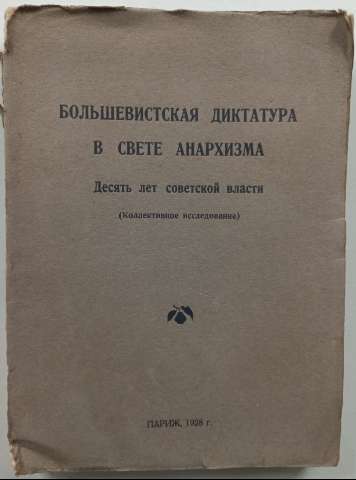 БОЛЬШЕВИСТСКАЯ ДИКТАТУРА
В СВЕТЕ АНАРХИЗМА
Десять лет советской власти
(Коллективное исследование)
ПАРИЖ, 1928 г.